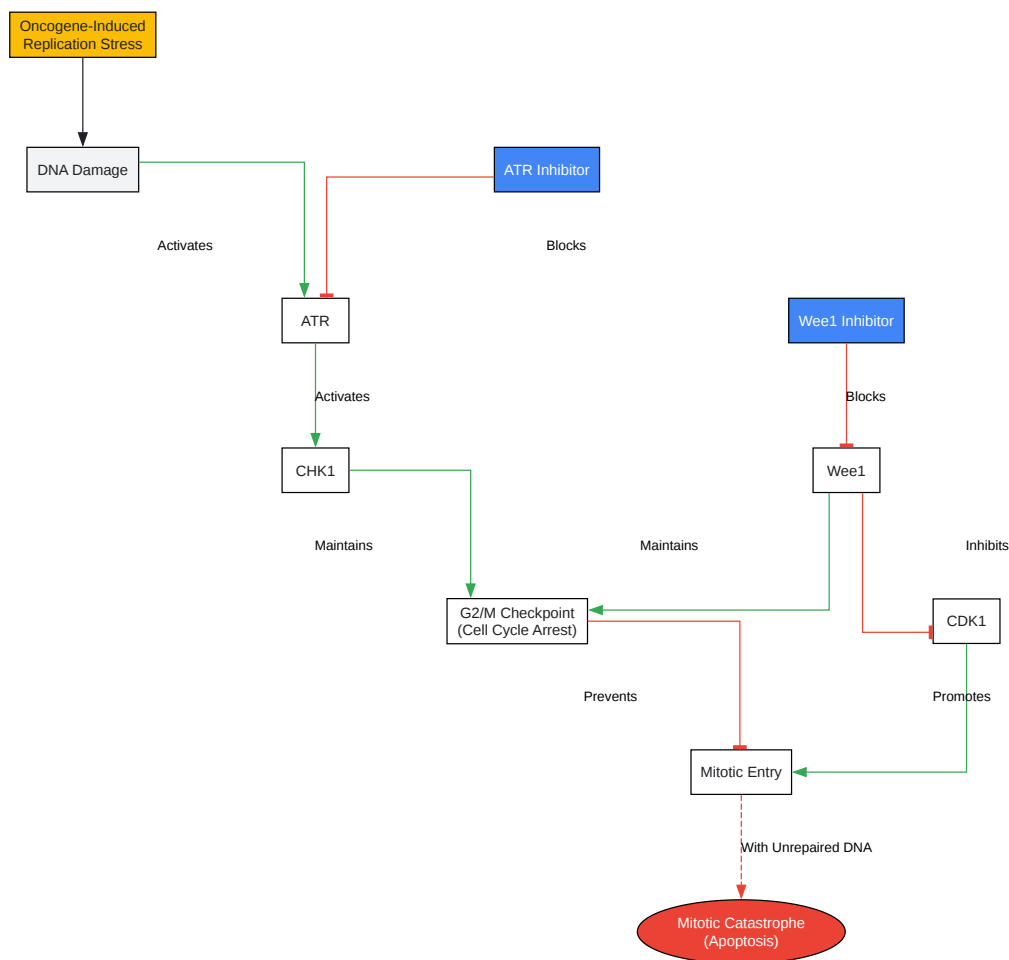 Oncogene-Induced
Replication Stress
DNA Damage
ATR Inhibitor
Activates
Blocks
ATR
Wee1 Inhibitor
Activates
Blocks
CHK1
Wee1
Maintains
Maintains
Inhibits
G2/M Checkpoint
(Cell Cycle Arrest)
CDK1
Prevents
Promotes
Mitotic Entry
With Unrepaired DNA
Mitotic Catastrophe
(Apoptosis)